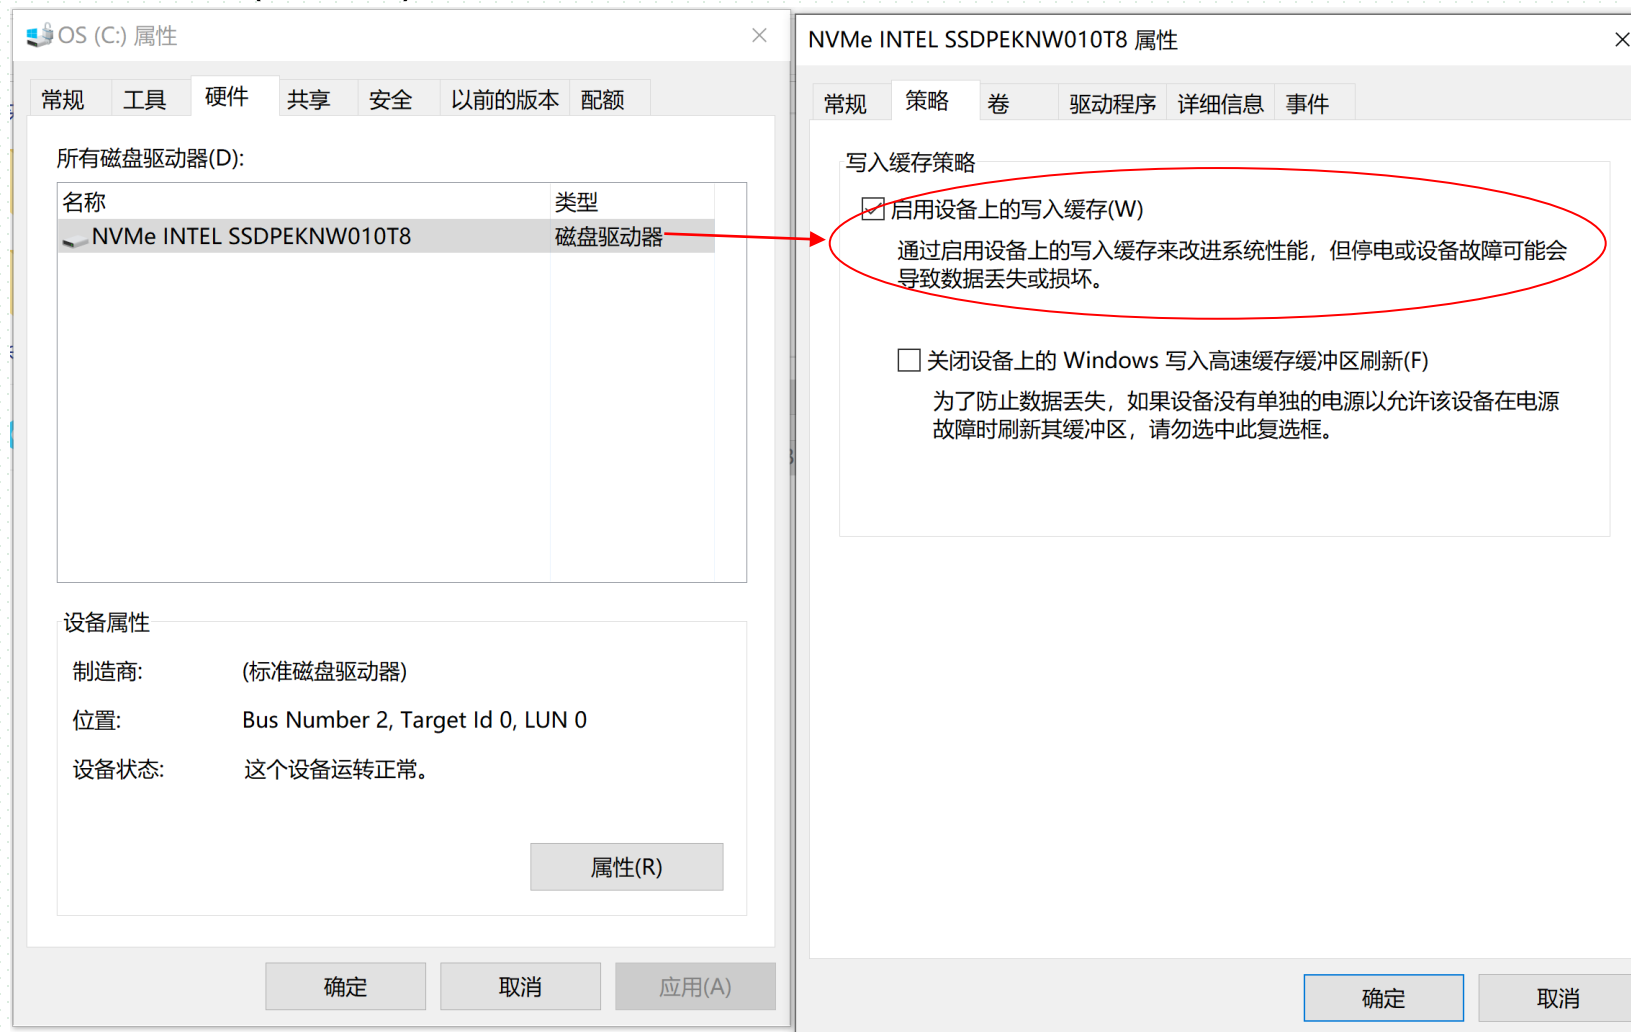 OS (C:) 属性
常规 工具 硬件 共享 安全 以前的版本 配额
所有磁盘驱动器(D):
名称 类型
NVMe INTEL SSDPEKNW010T8 磁盘驱动器
设备属性
制造商: (标准磁盘驱动器)
位置: Bus Number 2, Target Id 0, LUN 0
设备状态: 这个设备运转正常。
属性(R)
确定 取消 应用(A)
NVMe INTEL SSDPEKNW010T8 属性
常规 策略 卷 驱动程序 详细信息 事件
写入缓存策略
启用设备上的写入缓存(W)
通过启用设备上的写入缓存来改进系统性能，但停电或设备故障可能会
导致数据丢失或损坏。
关闭设备上的 Windows 写入高速缓存缓冲区刷新(F)
为了防止数据丢失，如果设备没有单独的电源以允许该设备在电源
故障时刷新其缓冲区，请勿选中此复选框。
确定 取消